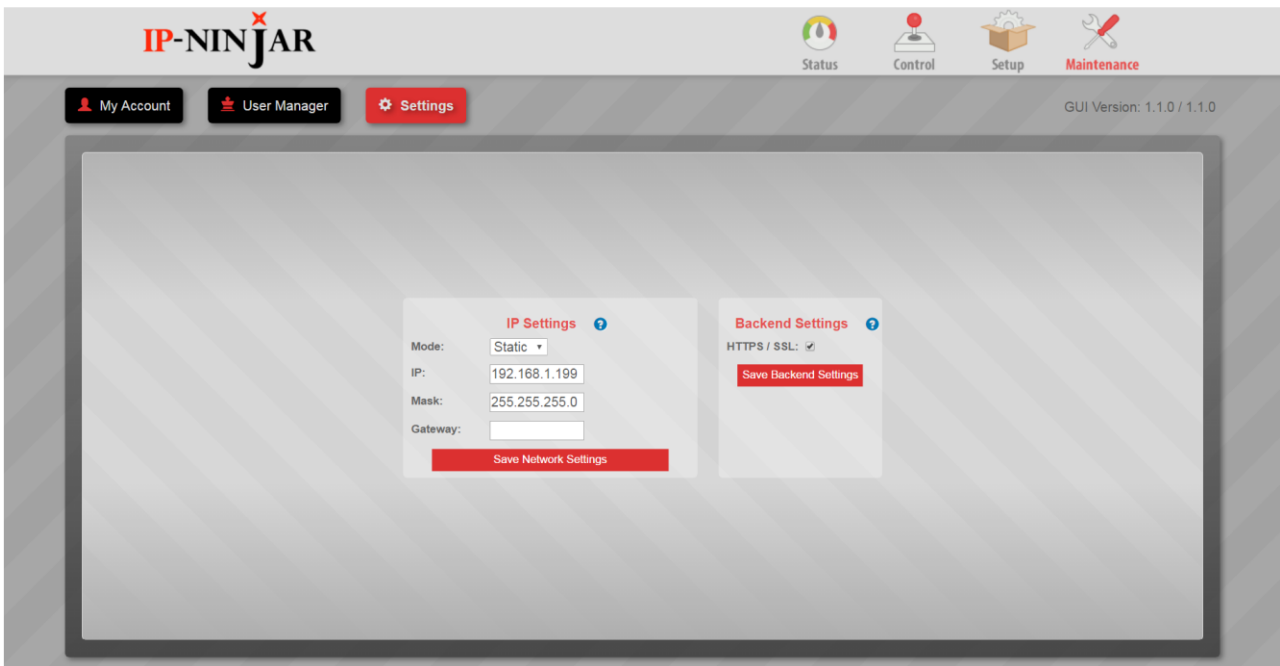 IP-NINJAR
Status
Control
Setup
Maintenance
My Account
User Manager
Settings
GUI Version: 1.1.0 / 1.1.0
IP Settings
Mode: Static
IP: 192.168.1.199
Mask: 255.255.255.0
Gateway:
Save Network Settings
Backend Settings
HTTPS / SSL:
Save Backend Settings